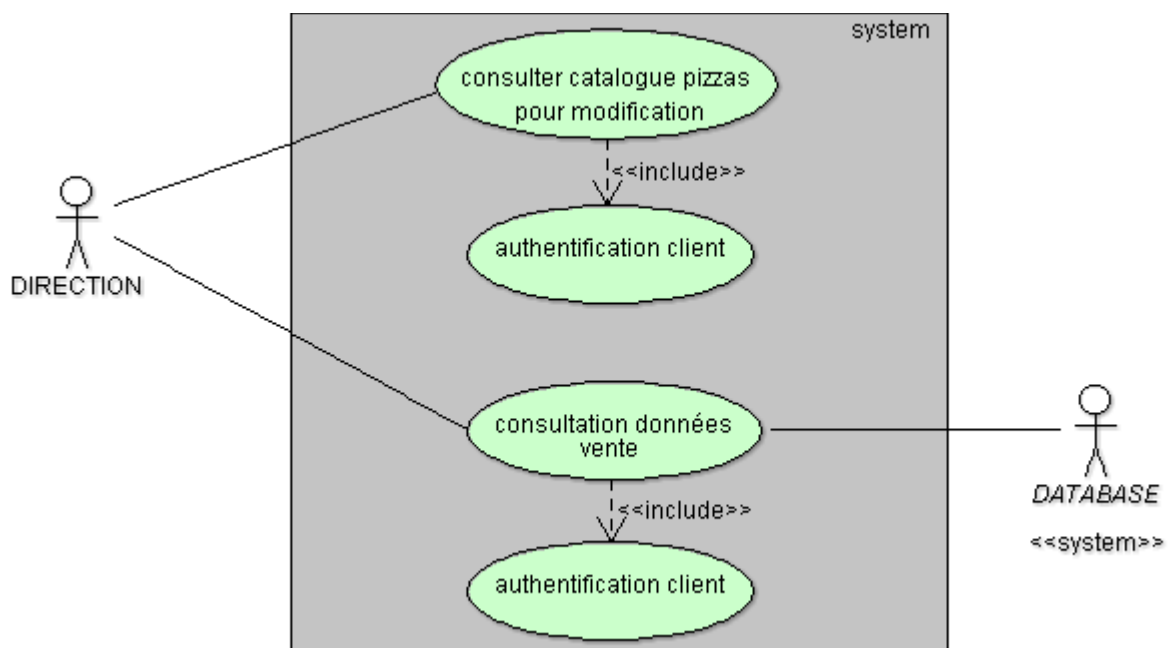 system
consulter catalogue pizzas
pour modification
<<include>>
authentification client
DIRECTION
consultation données
vente
<<include>>
authentification client
DATABASE
<<system>>